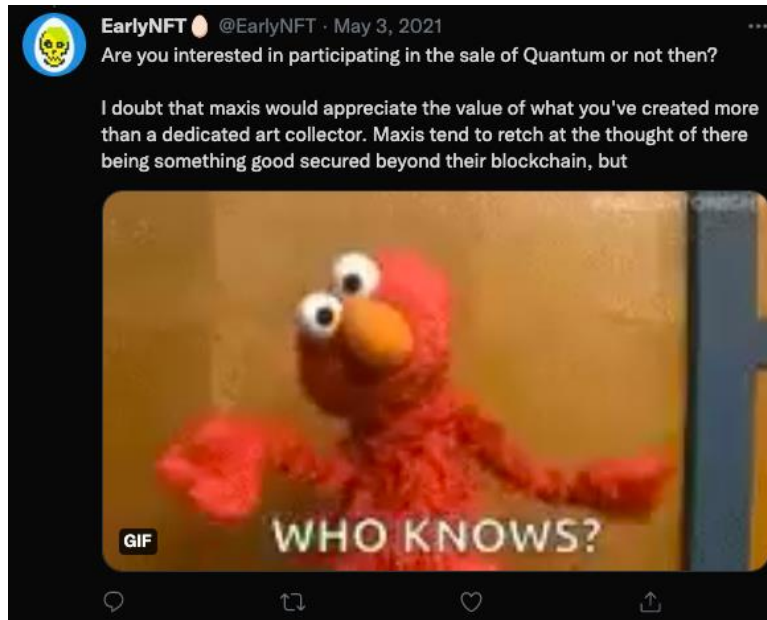 EarlyNFT🥚 @EarlyNFT · May 3, 2021
Are you interested in participating in the sale of Quantum or not then?
I doubt that maxis would appreciate the value of what you've created more
than a dedicated art collector. Maxis tend to retch at the thought of there
being something good secured beyond their blockchain, but
GIF
WHO KNOWS?